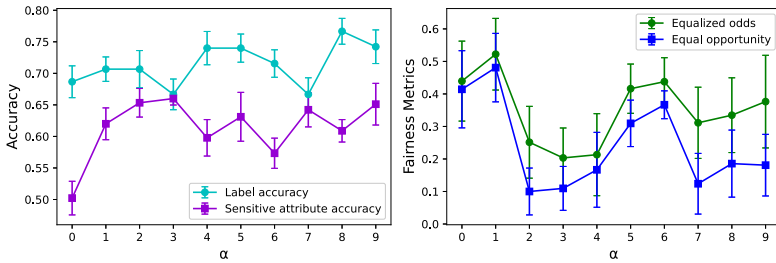 0.80
0.75
0.70
0.65
0.60
0.55
0.50
Accuracy
0 1 2 3 4 5 6 7 8 9
α
Label accuracy
Sensitive attribute accuracy
0.6
0.5
0.4
0.3
0.2
0.1
0.0
Fairness Metrics
0 1 2 3 4 5 6 7 8 9
α
Equalized odds
Equal opportunity